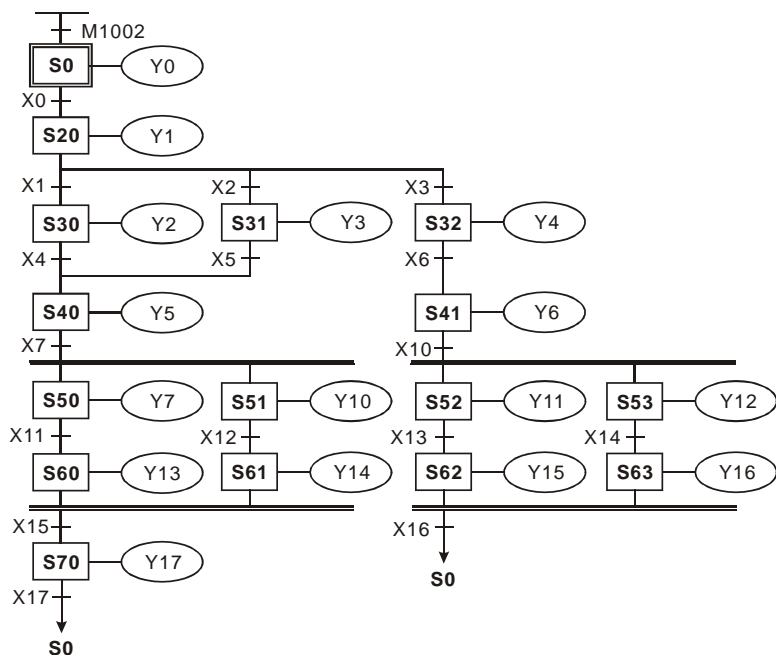 M1002
S0 Y0
X0
S20 Y1
X1 X2 X3
S30 Y2 S31 Y3 S32 Y4
X4 X5 X6
S40 Y5 S41 Y6
X7 X10
S50 Y7 S51 Y10 S52 Y11 S53 Y12
X11 X12 X13 X14
S60 Y13 S61 Y14 S62 Y15 S63 Y16
X15 X16
S70 Y17 S0
X17
S0